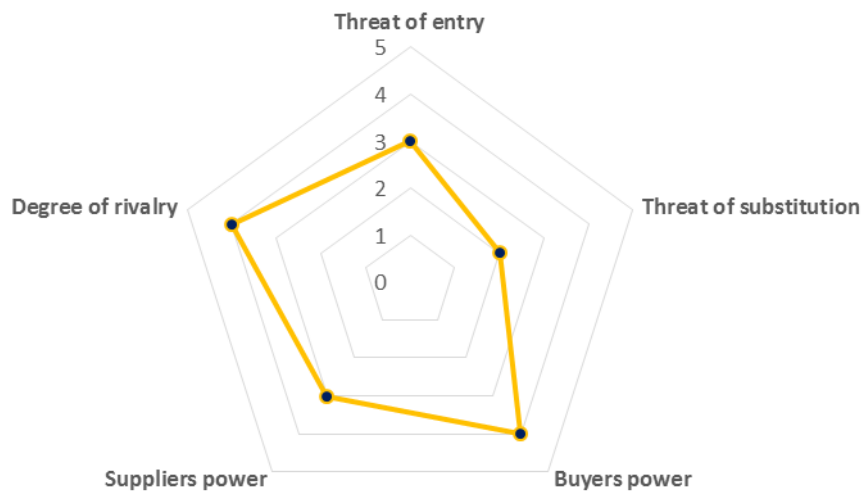 Threat of entry
5
4
3
2
1
0
Degree of rivalry
Threat of substitution
Suppliers power
Buyers power